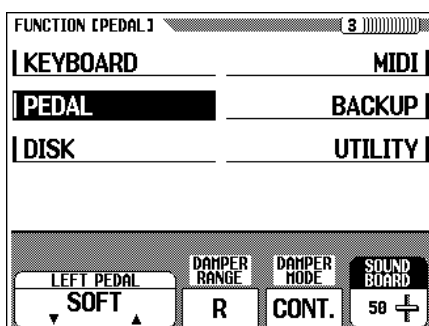 FUNCTION [PEDAL] 3
KEYBOARD MIDI
PEDAL BACKUP
DISK UTILITY
LEFT PEDAL
SOFT
DAMPER
RANGE
R
DAMPER
MODE
CONT.
SOUND
BOARD
50